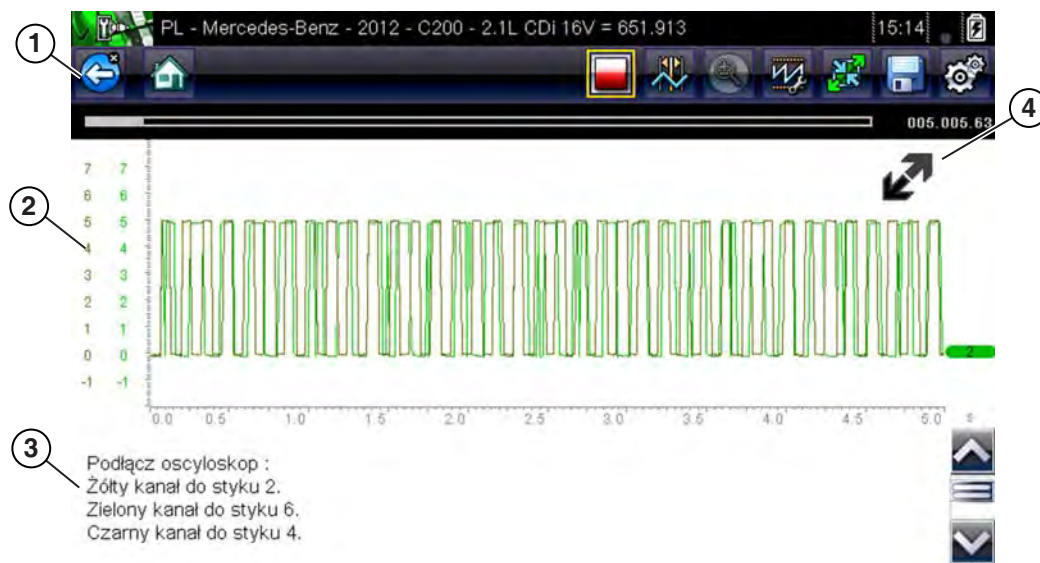 PL - Mercedes-Benz - 2012 - C200 - 2.1L CDi 16V = 651.913 15:14
1
005.005.63
4
7 7
6 6
2
5 5
4 4
3 3
2 2
1 1
0 0
2
-1 -1
0.0 0.5 1.0 1.5 2.0 2.5 3.0 3.5 4.0 4.5 5.0 s
3
Podłącz oscyloskop :
Żółty kanał do styku 2.
Zielony kanał do styku 6.
Czarny kanał do styku 4.